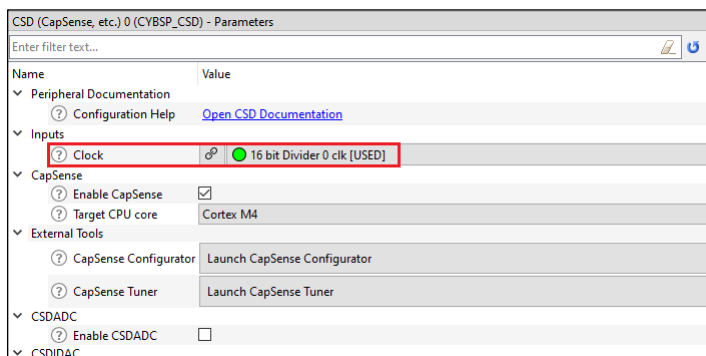 CSD (CapSense, etc.) 0 (CYBSP_CSD) - Parameters
Enter filter text...
Name Value
Peripheral Documentation
? Configuration Help Open CSD Documentation
Inputs
? Clock 16 bit Divider 0 clk [USED]
CapSense
? Enable CapSense
? Target CPU core Cortex M4
External Tools
? CapSense Configurator Launch CapSense Configurator
? CapSense Tuner Launch CapSense Tuner
CSDADC
? Enable CSDADC
CSDIDAC